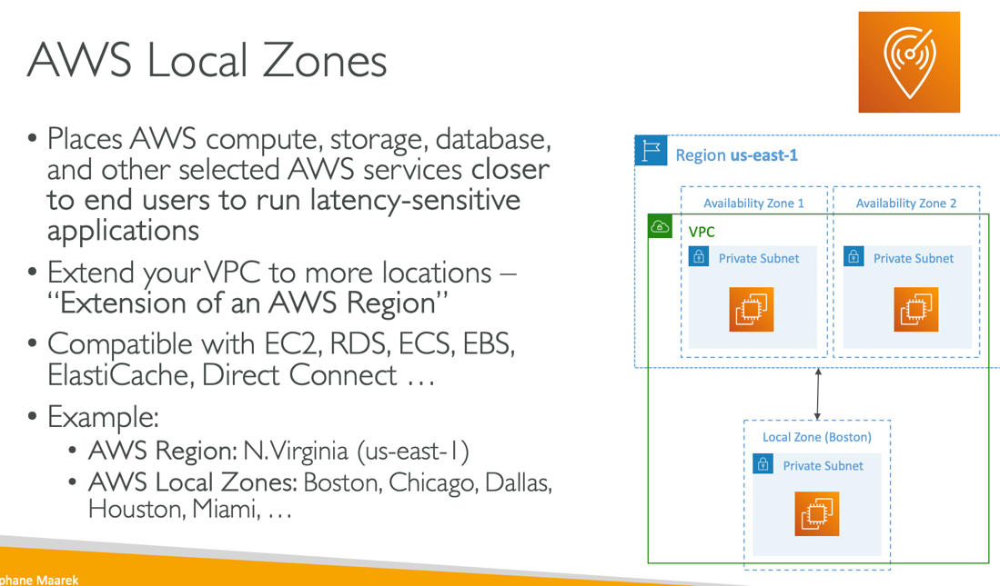 AWS Local Zones
• Places AWS compute, storage, database,
and other selected AWS services closer
to end users to run latency-sensitive
applications
• Extend your VPC to more locations –
“Extension of an AWS Region”
• Compatible with EC2, RDS, ECS, EBS,
ElastiCache, Direct Connect …
• Example:
• AWS Region: N.Virginia (us-east-1)
• AWS Local Zones: Boston, Chicago, Dallas,
Houston, Miami, …
Region us-east-1
Availability Zone 1
Availability Zone 2
VPC
Private Subnet
Private Subnet
Local Zone (Boston)
Private Subnet
phane Maarek